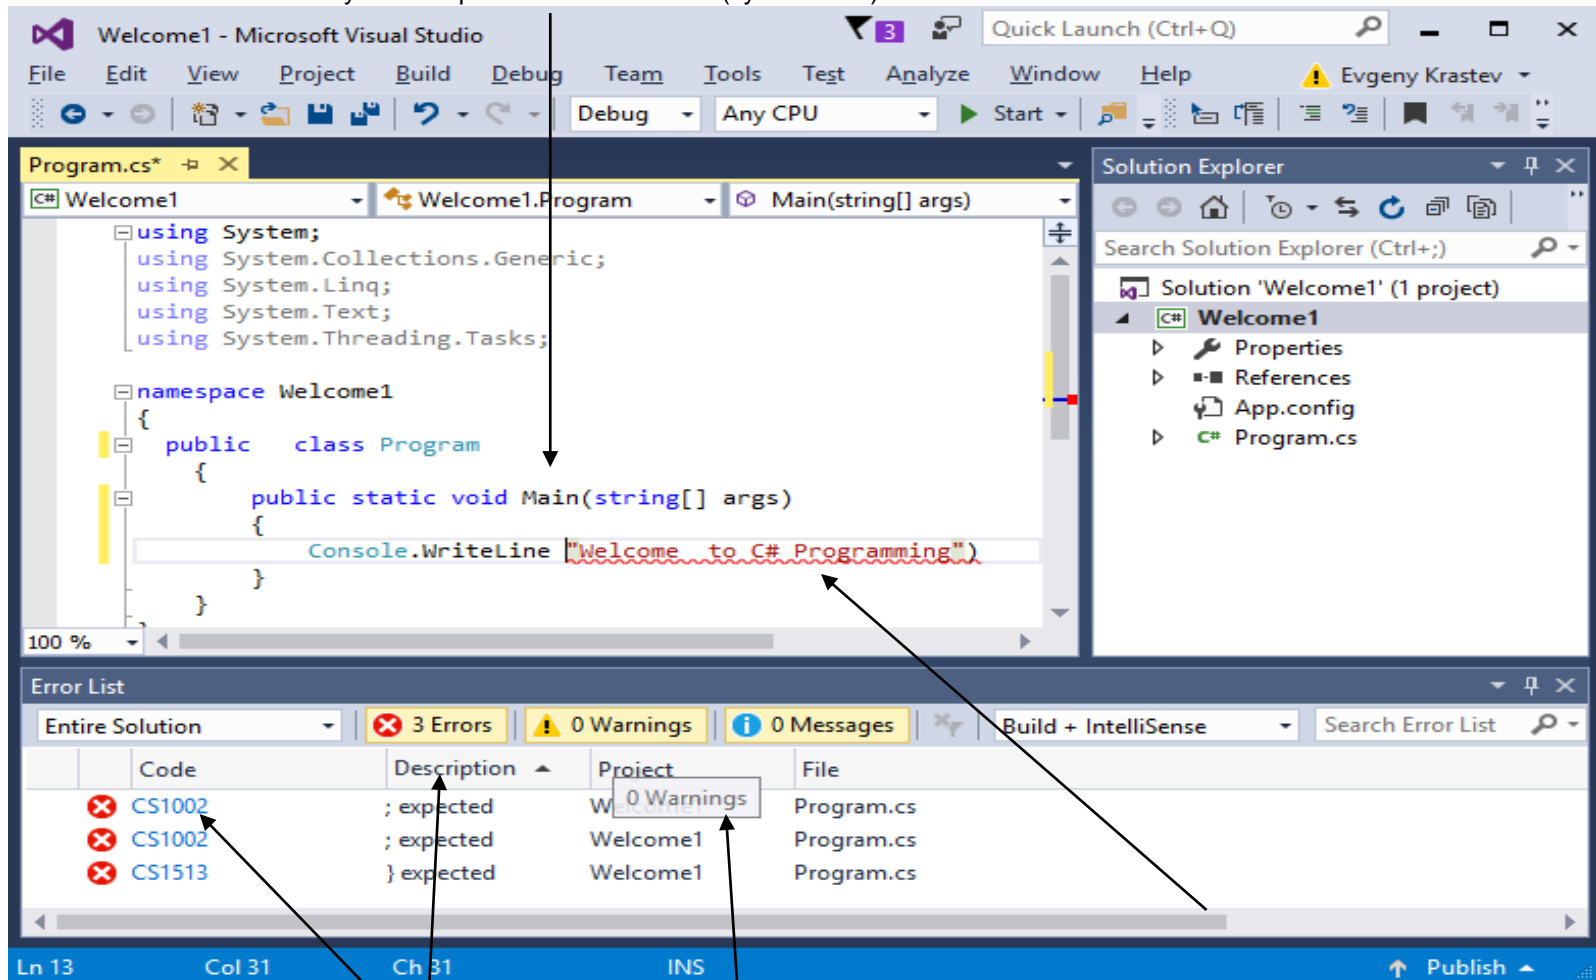 Welcome1 - Microsoft Visual Studio
3
Quick Launch (Ctrl+Q)
File Edit View Project Build Debug Team Tools Test Analyze Window Help Evgeny Krastev
Debug Any CPU Start
Program.cs*
Solution Explorer
C# Welcome1 Welcome1.Program Main(string[] args)
Search Solution Explorer (Ctrl+;)
using System;
using System.Collections.Generic;
using System.Linq;
using System.Text;
using System.Threading.Tasks;
namespace Welcome1
{
public class Program
{
public static void Main(string[] args)
{
Console.WriteLine "Welcome to C# Programming")
}
}
100 %
Solution 'Welcome1' (1 project)
C# Welcome1
Properties
References
App.config
C# Program.cs
Error List
Entire Solution 3 Errors 0 Warnings 0 Messages Build + IntelliSense Search Error List
Code Description Project File
0 Warnings
CS1002 ; expected Welcome1 Program.cs
CS1002 ; expected Welcome1 Program.cs
CS1513 } expected Welcome1 Program.cs
Ln 13 Col 31 Ch 31 INS Publish